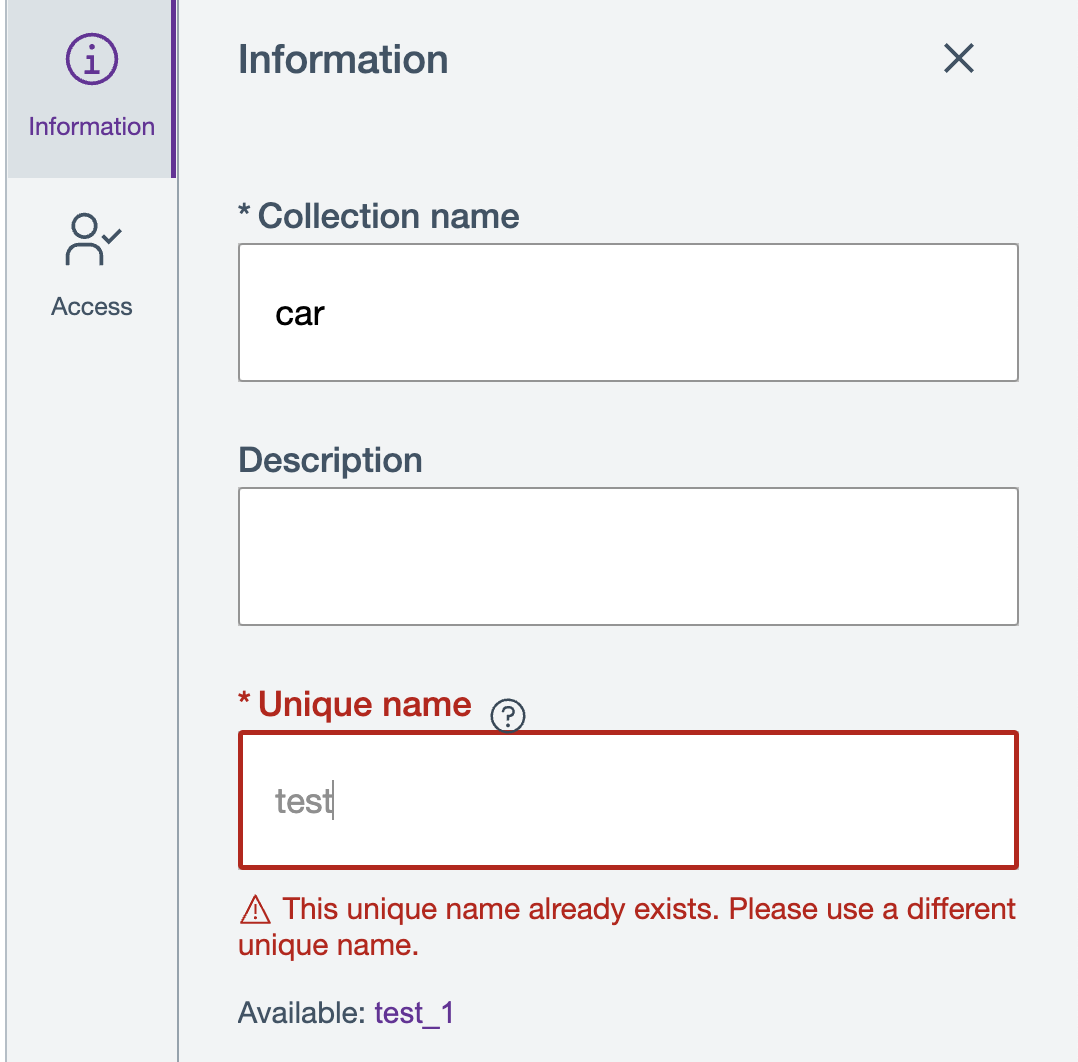 Information
Information
Access
* Collection name
car
Description
* Unique name
test
This unique name already exists. Please use a different
unique name.
Available: test_1